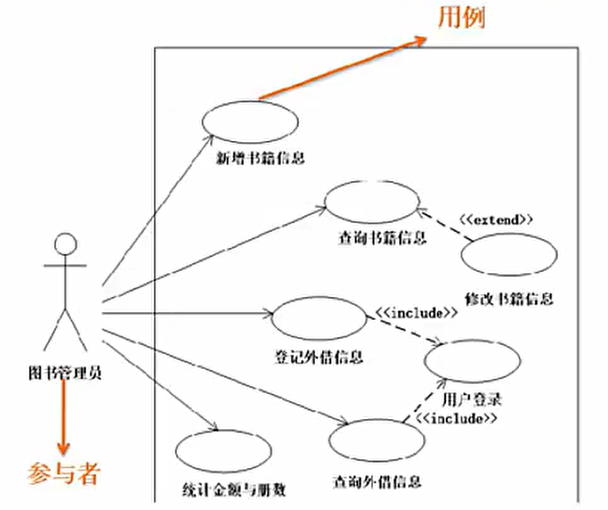 用例
新增书籍信息
<<extend>>
查询书籍信息
修改书籍信息
<<include>>
登记外借信息
图书管理员
用户登录
<<include>>
参与者
统计金额与册数
查询外借信息